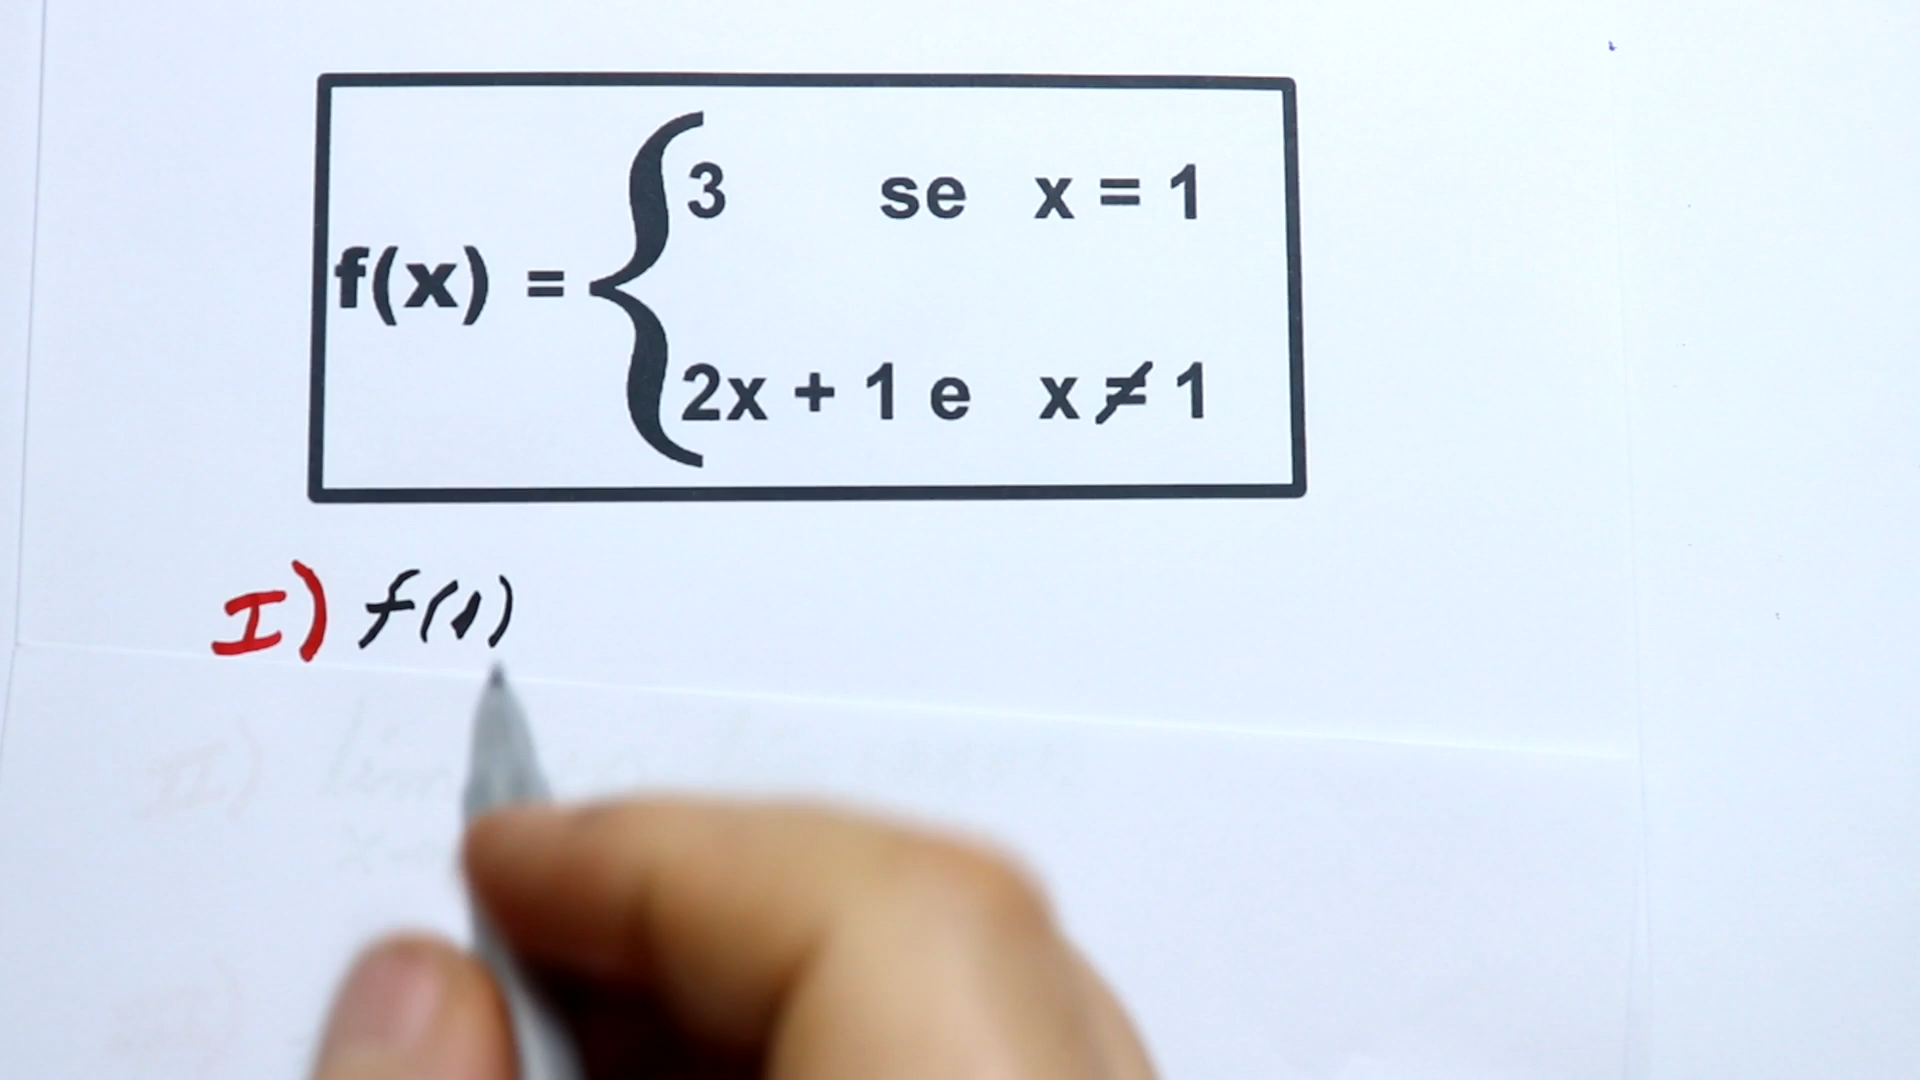 3 se x = 1
f(x) =
2x + 1 e x ≠ 1
I) f(1)